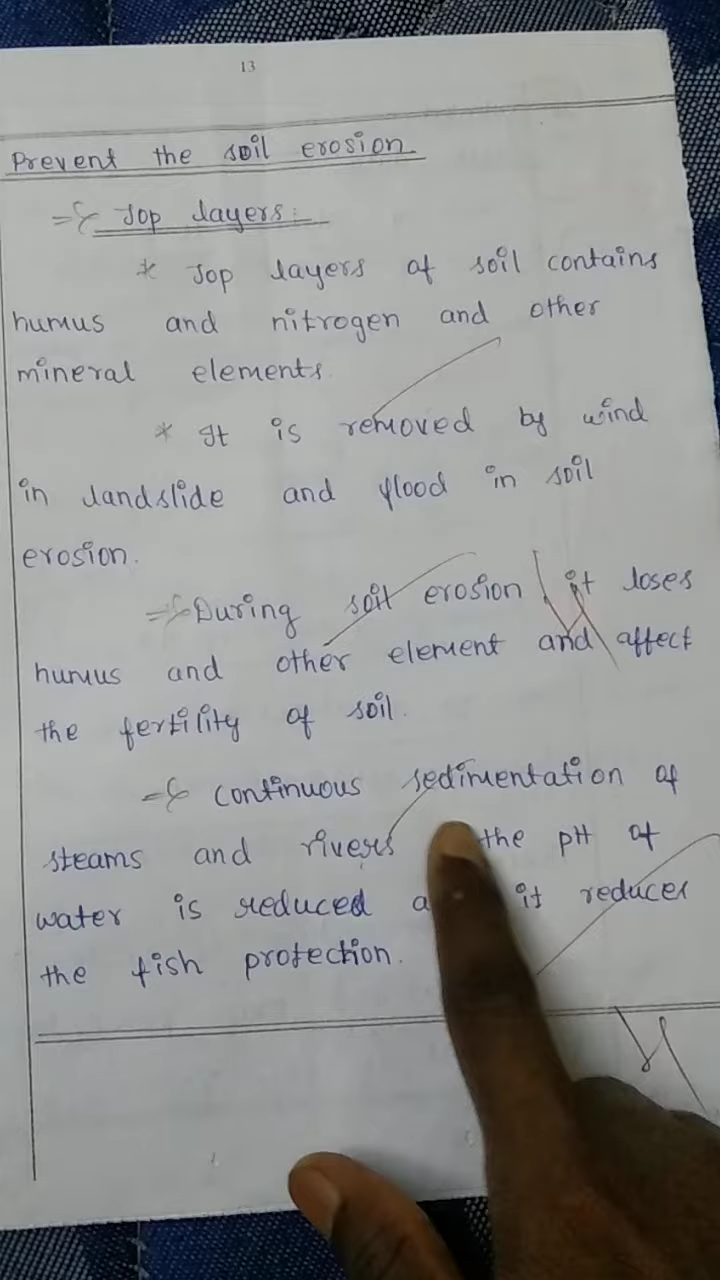 13
Prevent the soil erosion.
Top layers:
* Top layers of soil contains
humus and nitrogen and other
mineral elements.
* It is removed by wind
in landslide and flood in soil
erosion.
During soil erosion, it loses
humus and other element and affect
the fertility of soil.
Continuous sedimentation of
steams and rivers the pH of
water is reduced it reduces
the fish protection.